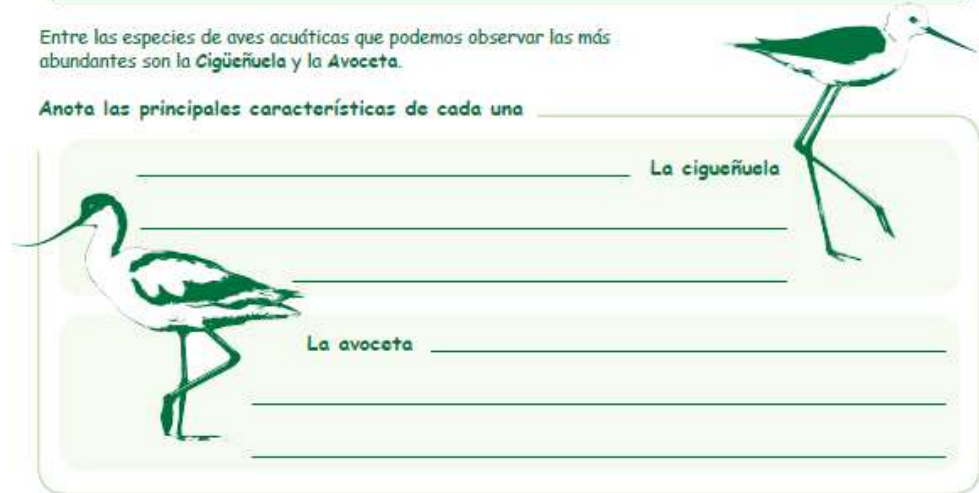 Entre las especies de aves acuáticas que podemos observar las más
abundantes son la Cigüeñuela y la Avoceta.
Anota las principales característícas de cada una
La cigueñuela
La avoceta